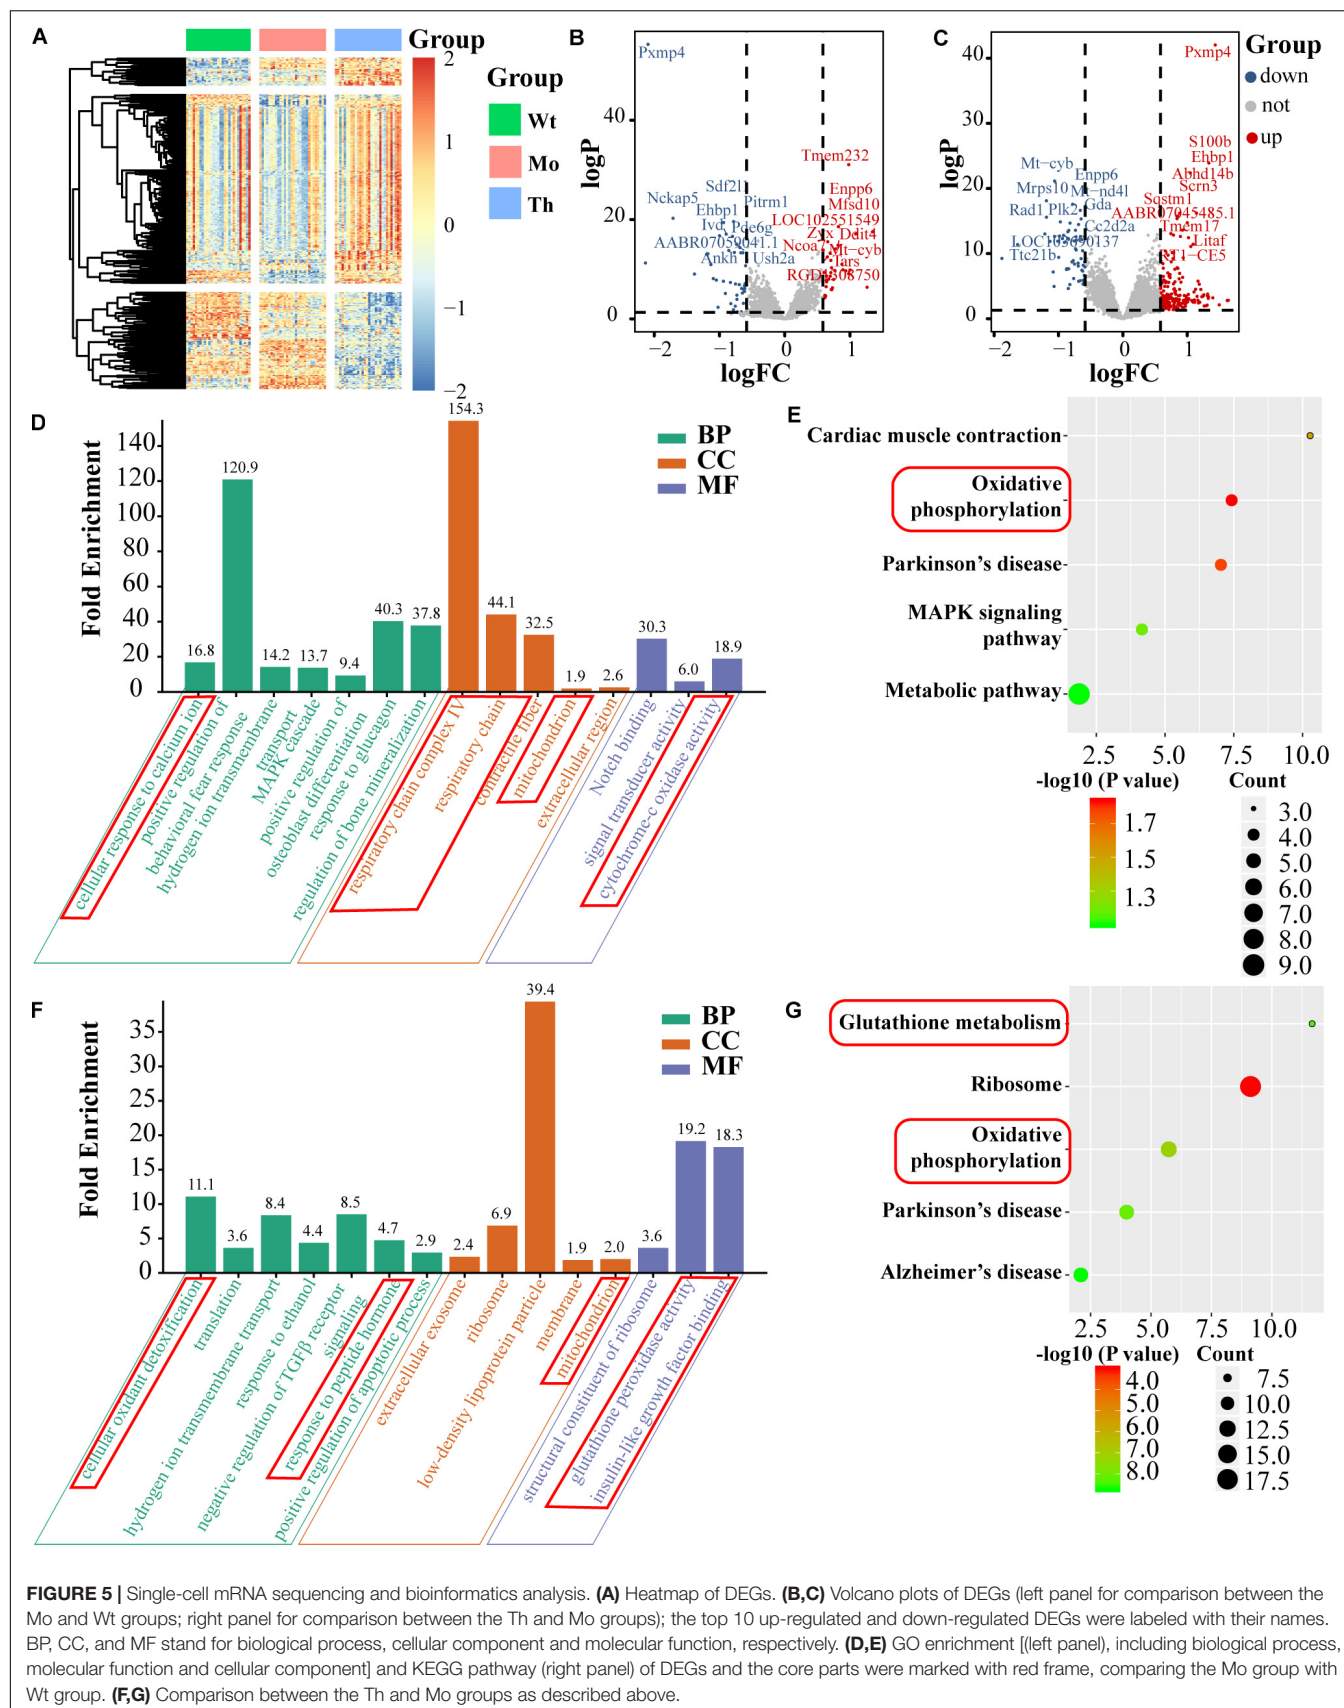 A
Group
Group
Wt
Mo
Th
2
1
0
−1
−2
B
logP
40
20
0
Pxmp4
Tmem232
Sdf2l1
Nckap5
Pitrm1
Ehbp1
Ivd
Pde6g
AABR07059041.1
Ankh
Ush2a
Enpp6
Mfsd10
LOC102551549
Zyx
Ddit4
Ncoa7
Mt−cyb
Iars
RGD1308750
−2 −1 0 1
logFC
C
logP
40
30
20
10
0
Pxmp4
S100b
Ehbp1
Abhd14b
Scrn3
Sqstm1
AABR07045485.1
Tmem17
Litaf
RT1−CE5
Mt−cyb
Enpp6
Mrps10
Mt−nd4l
Gda
Rad1
Plk2
Cc2d2a
LOC103690137
Ttc21b
−2 −1 0 1
logFC
Group
down
not
up
D
Fold Enrichment
140
120
100
80
60
40
20
0
16.8 120.9 14.2 13.7 9.4 40.3 37.8 154.3 44.1 32.5 1.9 2.6 30.3 6.0 18.9
BP
CC
MF
cellular response to calcium ion
positive regulation of
behavioral fear response
hydrogen ion transmembrane
transport
MAPK cascade
positive regulation of
osteoblast differentiation
response to glucagon
regulation of bone mineralization
respiratory chain complex IV
respiratory chain
contractile fiber
mitochondrion
extracellular region
Notch binding
signal transducer activity
cytochrome-c oxidase activity
E
Cardiac muscle contraction
Oxidative
phosphorylation
Parkinson’s disease
MAPK signaling
pathway
Metabolic pathway
2.5 5.0 7.5 10.0
-log10 (P value)
1.7
1.5
1.3
Count
3.0
4.0
5.0
6.0
7.0
8.0
9.0
F
Fold Enrichment
35
30
25
20
15
10
5
0
11.1 3.6 8.4 4.4 8.5 4.7 2.9 2.4 6.9 39.4 1.9 2.0 3.6 19.2 18.3
BP
CC
MF
cellular oxidant detoxification
translation
hydrogen ion transmembrane transport
response to ethanol
negative regulation of TGFβ receptor
signaling
response to peptide hormone
positive regulation of apoptotic process
extracellular exosome
ribosome
low-density lipoprotein particle
membrane
mitochondrion
structural constituent of ribosome
glutathione peroxidase activity
insulin-like growth factor binding
G
Glutathione metabolism
Ribosome
Oxidative
phosphorylation
Parkinson’s disease
Alzheimer’s disease
2.5 5.0 7.5 10.0
-log10 (P value)
4.0
5.0
6.0
7.0
8.0
Count
7.5
10.0
12.5
15.0
17.5
FIGURE 5 | Single-cell mRNA sequencing and bioinformatics analysis. (A) Heatmap of DEGs. (B,C) Volcano plots of DEGs (left panel for comparison between the
Mo and Wt groups; right panel for comparison between the Th and Mo groups); the top 10 up-regulated and down-regulated DEGs were labeled with their names.
BP, CC, and MF stand for biological process, cellular component and molecular function, respectively. (D,E) GO enrichment [(left panel), including biological process,
molecular function and cellular component] and KEGG pathway (right panel) of DEGs and the core parts were marked with red frame, comparing the Mo group with
Wt group. (F,G) Comparison between the Th and Mo groups as described above.